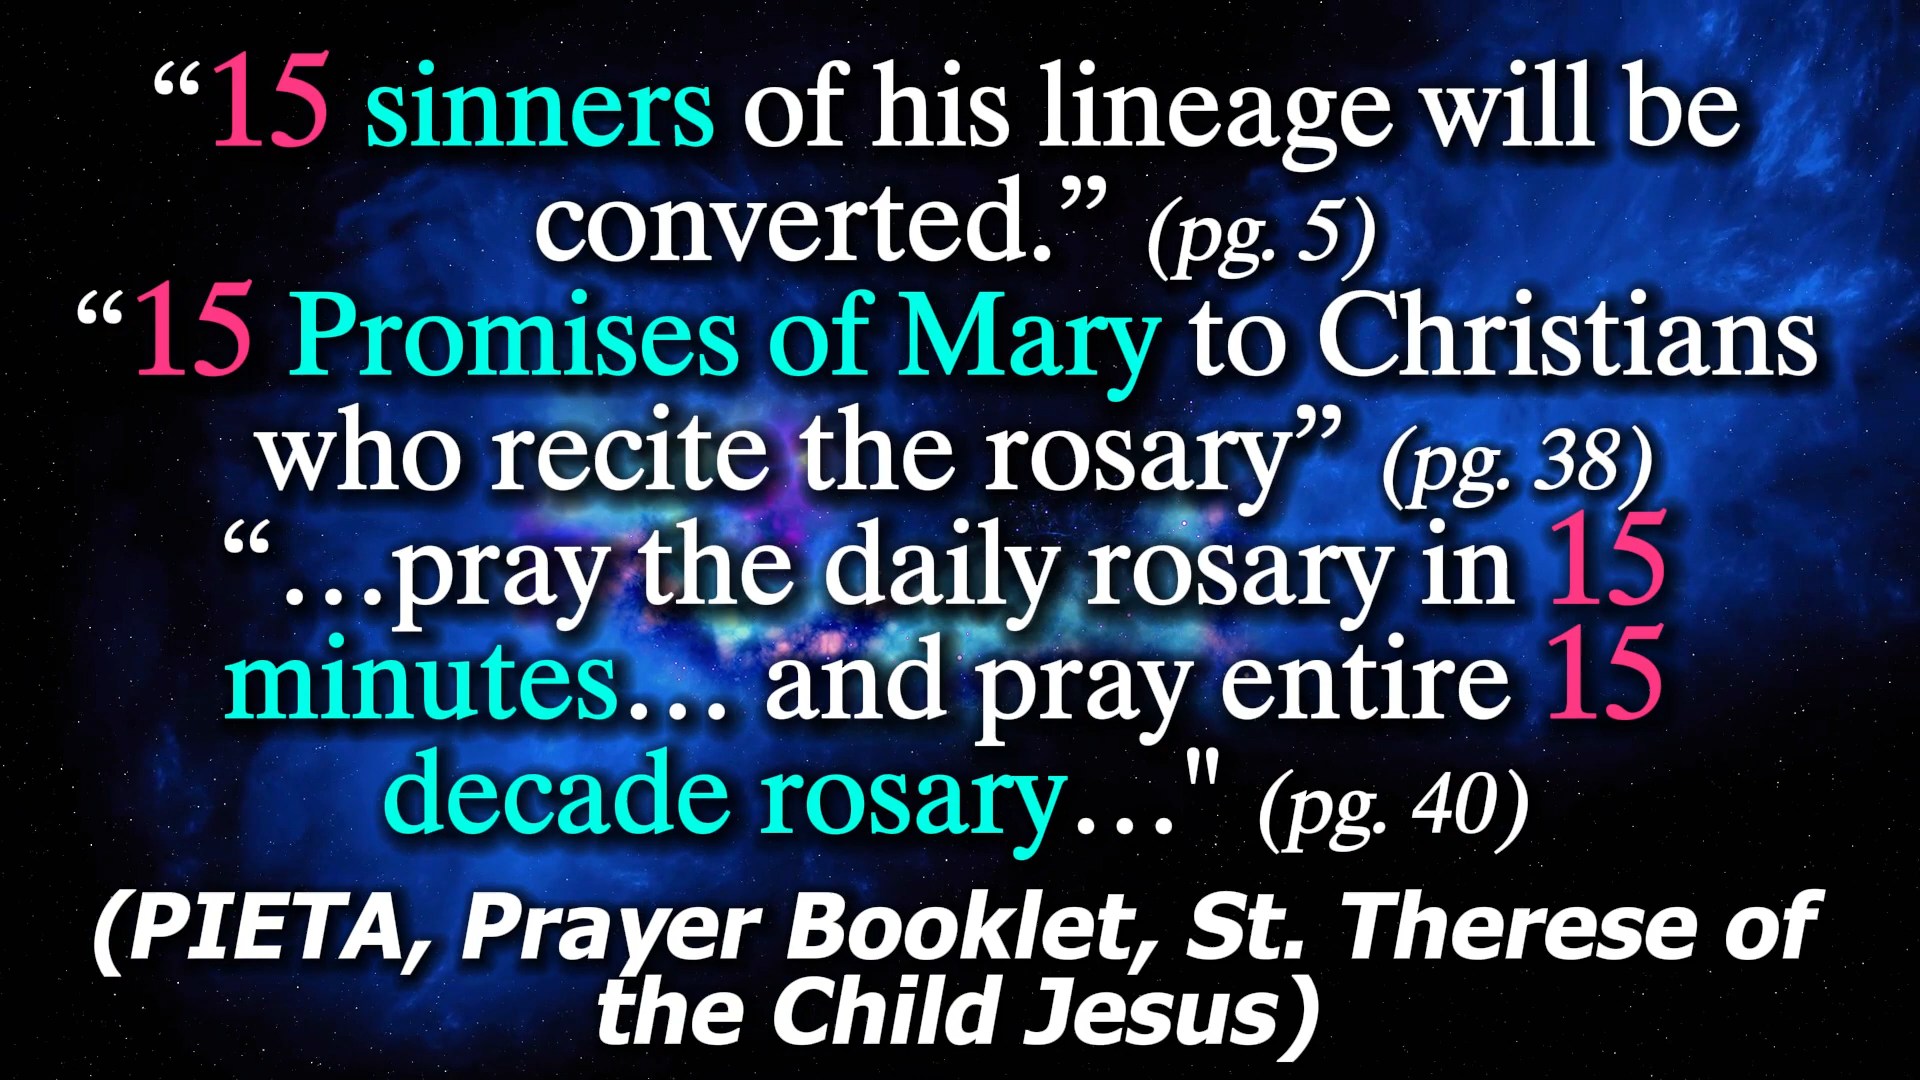 “15 sinners of his lineage will be
converted.” (pg. 5)
“15 Promises of Mary to Christians
who recite the rosary” (pg. 38)
“…pray the daily rosary in 15
minutes… and pray entire 15
decade rosary…" (pg. 40)
(PIETA, Prayer Booklet, St. Therese of
the Child Jesus)